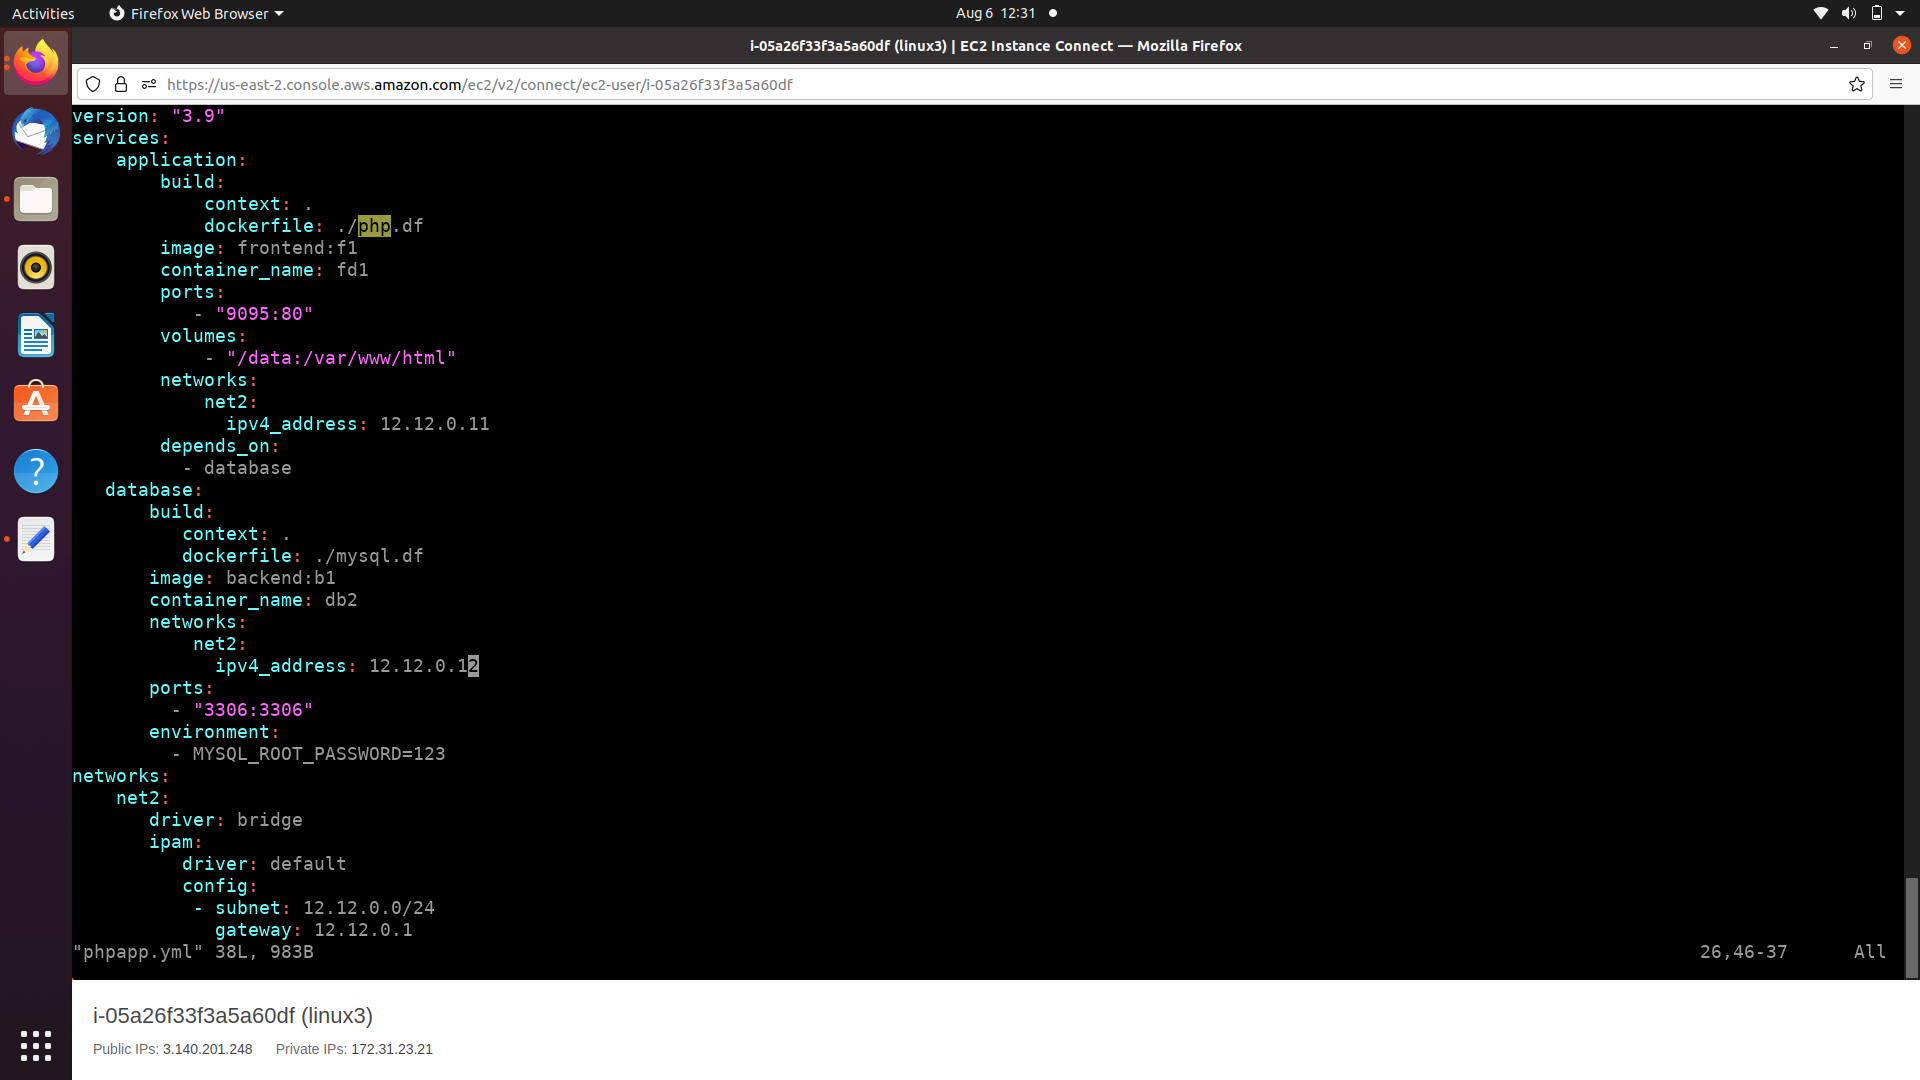 Activities
Firefox Web Browser
Aug 6 12:31
i-05a26f33f3a5a60df (linux3) | EC2 Instance Connect — Mozilla Firefox
https://us-east-2.console.aws.amazon.com/ec2/v2/connect/ec2-user/i-05a26f33f3a5a60df
version: "3.9"
services:
    application:
        build:
            context: .
            dockerfile: ./php.df
        image: frontend:f1
        container_name: fd1
        ports:
           - "9095:80"
        volumes:
            - "/data:/var/www/html"
        networks:
            net2:
              ipv4_address: 12.12.0.11
        depends_on:
          - database
   database:
       build:
          context: .
          dockerfile: ./mysql.df
       image: backend:b1
       container_name: db2
       networks:
           net2:
             ipv4_address: 12.12.0.12
       ports:
         - "3306:3306"
       environment:
         - MYSQL_ROOT_PASSWORD=123
networks:
    net2:
       driver: bridge
       ipam:
          driver: default
          config:
           - subnet: 12.12.0.0/24
             gateway: 12.12.0.1
"phpapp.yml" 38L, 983B 26,46-37 All
i-05a26f33f3a5a60df (linux3)
Public IPs: 3.140.201.248 Private IPs: 172.31.23.21